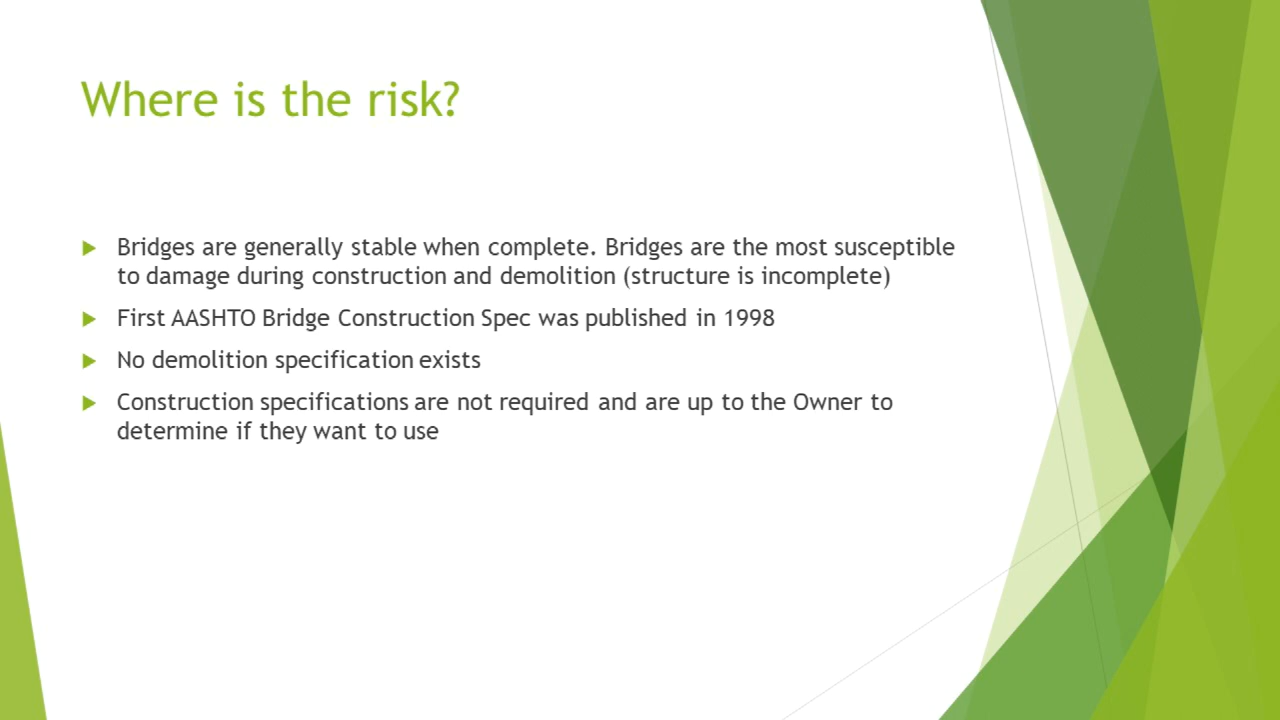 Where is the risk?
Bridges are generally stable when complete. Bridges are the most susceptible
to damage during construction and demolition (structure is incomplete)
First AASHTO Bridge Construction Spec was published in 1998
No demolition specification exists
Construction specifications are not required and are up to the Owner to
determine if they want to use